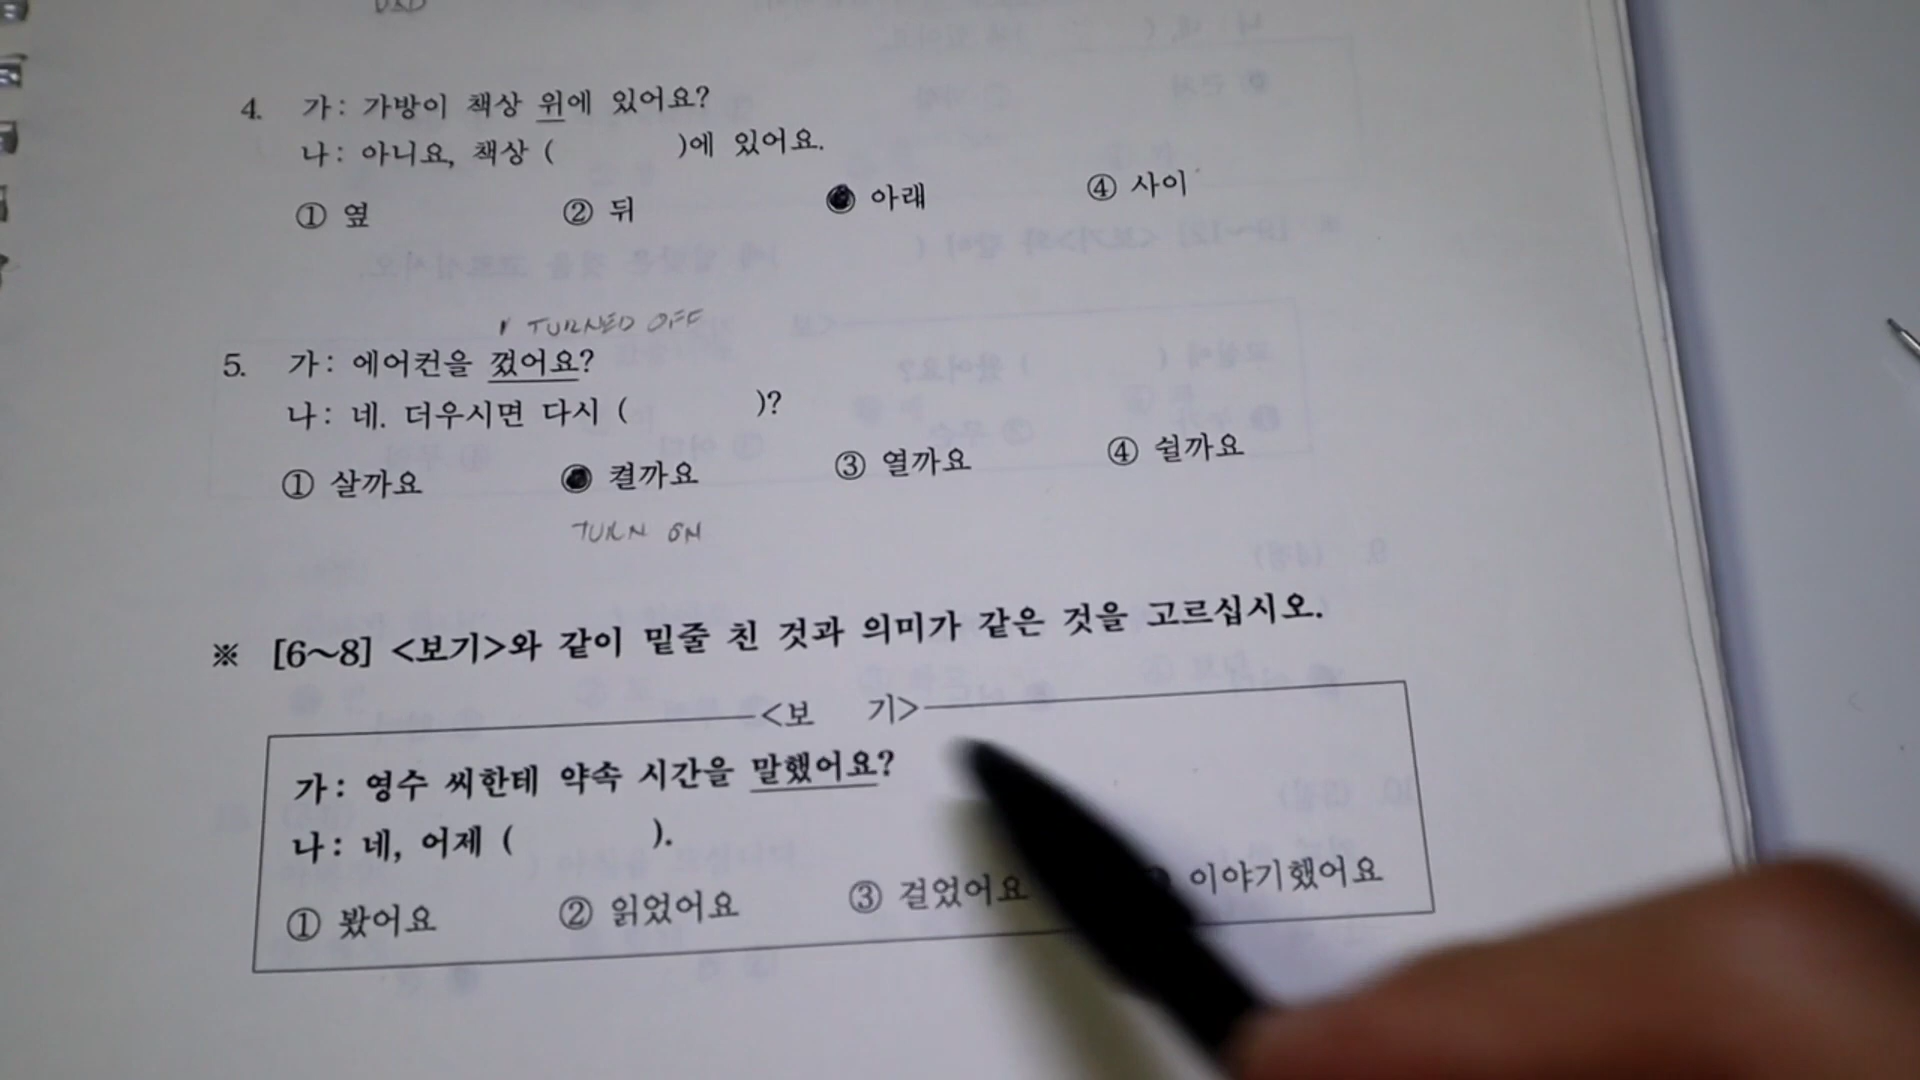 4. 가: 가방이 책상 위에 있어요?
나: 아니요, 책상 ( )에 있어요.
① 옆 ② 뒤 ③ 아래 ④ 사이
TURNED OFF
5. 가: 에어컨을 껐어요?
나: 네. 더우시면 다시 ( )?
① 살까요 ② 켤까요 ③ 열까요 ④ 쉴까요
TURN ON
※ [6~8] <보기>와 같이 밑줄 친 것과 의미가 같은 것을 고르십시오.
<보 기>
가: 영수 씨한테 약속 시간을 말했어요?
나: 네, 어제 ( ).
① 봤어요 ② 읽었어요 ③ 걸었어요 이야기했어요